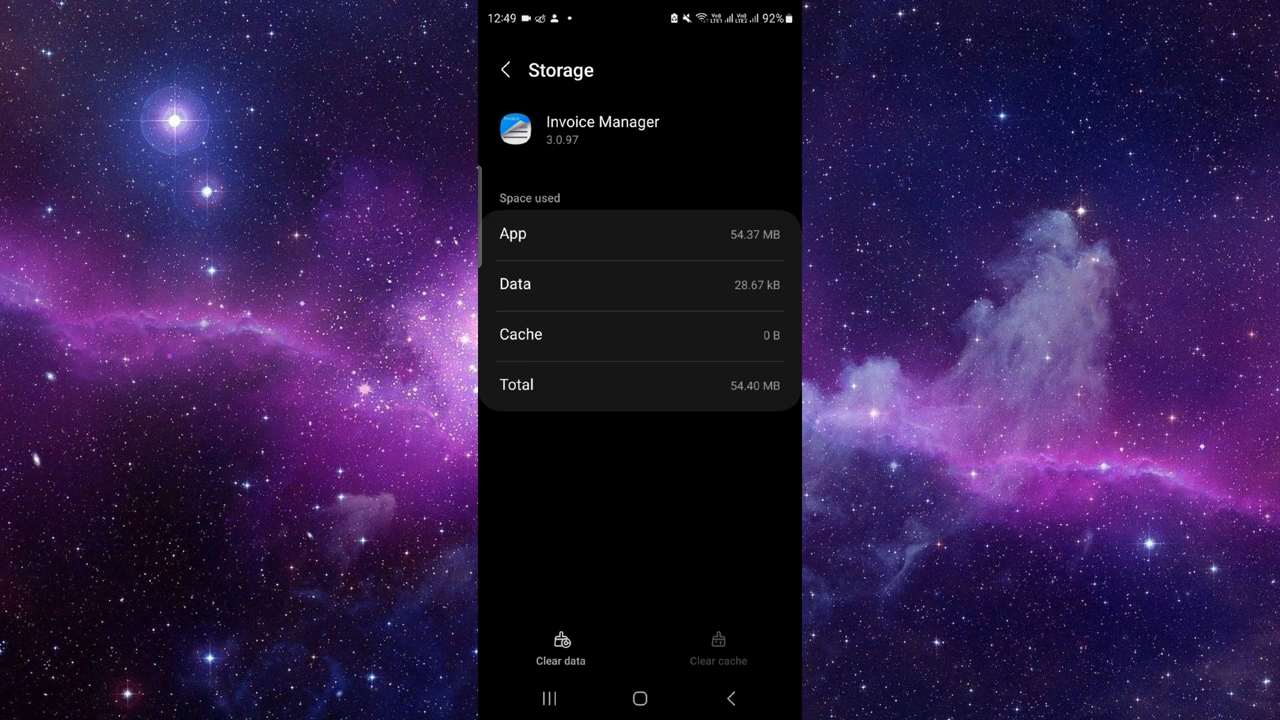 12:49 92%
Storage
Invoice Manager
3.0.97
Space used
App 54.37 MB
Data 28.67 kB
Cache 0 B
Total 54.40 MB
Clear data Clear cache